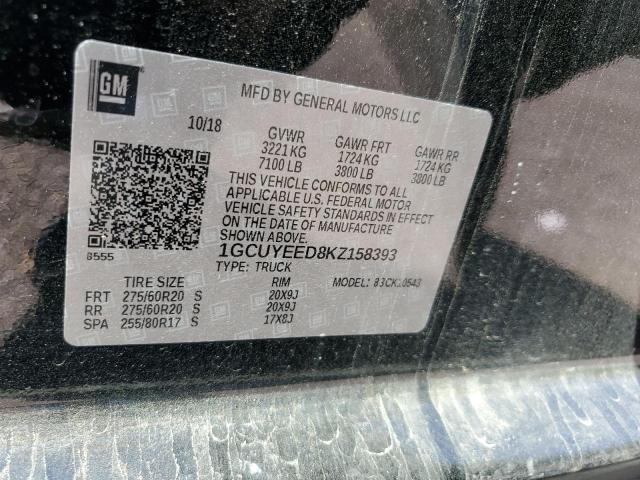 GM
MFD BY GENERAL MOTORS LLC
10/18
GVWR GAWR FRT GAWR RR
3221 KG 1724 KG 1724 KG
7100 LB 3800 LB 3800 LB
THIS VEHICLE CONFORMS TO ALL
APPLICABLE U.S. FEDERAL MOTOR
VEHICLE SAFETY STANDARDS IN EFFECT
ON THE DATE OF MANUFACTURE
SHOWN ABOVE.
8555
1GCUYEED8KZ158393
TYPE: TRUCK MODEL:
TIRE SIZE RIM
FRT 275/60R20 S 20X9J
RR 275/60R20 S 20X9J
SPA 255/80R17 S 17X8J